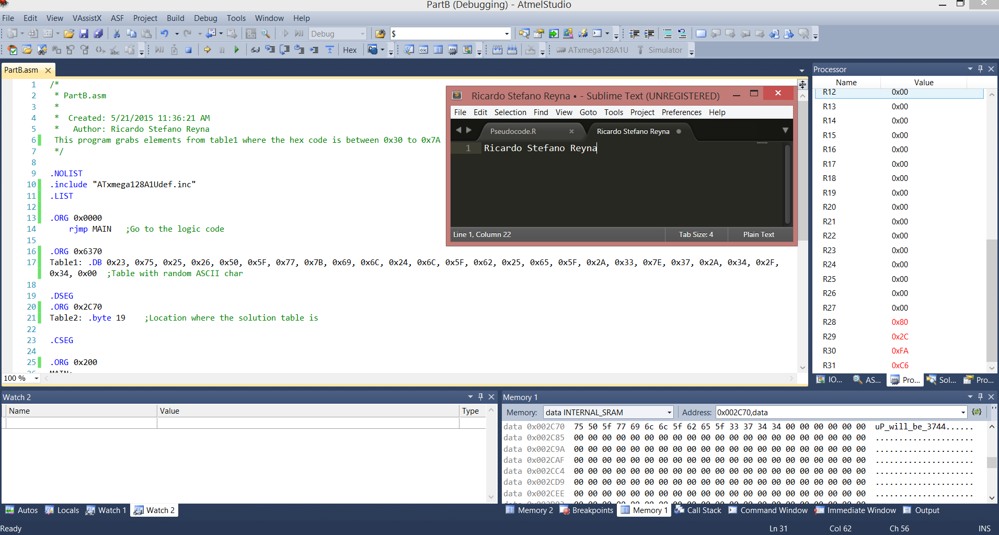 PartB (Debugging) - AtmelStudio
File Edit View VAssistX ASF Project Build Debug Tools Window Help
Debug $
Hex ATxmega128A1U Simulator
PartB.asm
1 /*
2 * PartB.asm
3 *
4 * Created: 5/21/2015 11:36:21 AM
5 * Author: Ricardo Stefano Reyna
6 This program grabs elements from table1 where the hex code is between 0x30 to 0x7A
7 */
8
9 .NOLIST
10 .include "ATxmega128A1Udef.inc"
11 .LIST
12
13 .ORG 0x0000
14 rjmp MAIN ;Go to the logic code
15
16 .ORG 0x6370
17 Table1: .DB 0x23, 0x75, 0x25, 0x26, 0x50, 0x5F, 0x77, 0x7B, 0x69, 0x6C, 0x24, 0x6C, 0x5F, 0x62, 0x25, 0x65, 0x5F, 0x2A, 0x33, 0x7E, 0x37, 0x2A, 0x34, 0x2F,
0x34, 0x00 ;Table with random ASCII char
18
19 .DSEG
20 .ORG 0x2C70
21 Table2: .byte 19 ;Location where the solution table is
22
23 .CSEG
24
25 .ORG 0x200
26 MAIN:
100 %
Ricardo Stefano Reyna • - Sublime Text (UNREGISTERED)
File Edit Selection Find View Goto Tools Project Preferences Help
Pseudocode.R Ricardo Stefano Reyna
1 Ricardo Stefano Reyna
Line 1, Column 22 Tab Size: 4 Plain Text
Processor
Name Value
R12 0x00
R13 0x00
R14 0x00
R15 0x00
R16 0x00
R17 0x00
R18 0x00
R19 0x00
R20 0x00
R21 0x00
R22 0x00
R23 0x00
R24 0x00
R25 0x00
R26 0x00
R27 0x00
R28 0x80
R29 0x2C
R30 0xFA
R31 0xC6
IO... AS... Pro... Sol... Pro...
Watch 2
Name Value Type
Autos Locals Watch 1 Watch 2
Memory 1
Memory: data INTERNAL_SRAM Address: 0x002C70,data
data 0x002C70 75 50 5f 77 69 6c 6c 5f 62 65 5f 33 37 34 34 00 00 00 00 00 00 uP_will_be_3744......
data 0x002C85 00 00 00 00 00 00 00 00 00 00 00 00 00 00 00 00 00 00 00 00 00 .....................
data 0x002C9A 00 00 00 00 00 00 00 00 00 00 00 00 00 00 00 00 00 00 00 00 00 .....................
data 0x002CAF 00 00 00 00 00 00 00 00 00 00 00 00 00 00 00 00 00 00 00 00 00 .....................
data 0x002CC4 00 00 00 00 00 00 00 00 00 00 00 00 00 00 00 00 00 00 00 00 00 .....................
data 0x002CD9 00 00 00 00 00 00 00 00 00 00 00 00 00 00 00 00 00 00 00 00 00 .....................
data 0x002CEE 00 00 00 00 00 00 00 00 00 00 00 00 00 00 00 00 00 00 00 00 00 .....................
Memory 2 Breakpoints Memory 1 Call Stack Command Window Immediate Window Output
Ready Ln 31 Col 62 Ch 56 INS